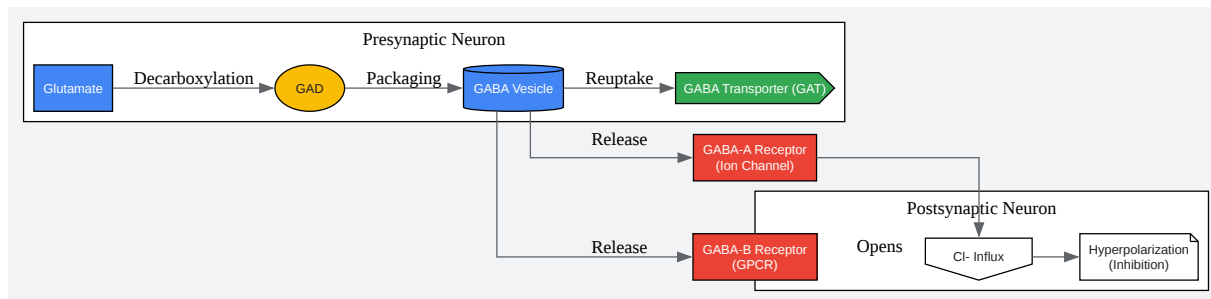 Presynaptic Neuron
Glutamate
Decarboxylation
GAD
Packaging
GABA Vesicle
Reuptake
GABA Transporter (GAT)
Release
GABA-A Receptor
(Ion Channel)
Postsynaptic Neuron
Release
GABA-B Receptor
(GPCR)
Opens
Cl- Influx
Hyperpolarization
(Inhibition)